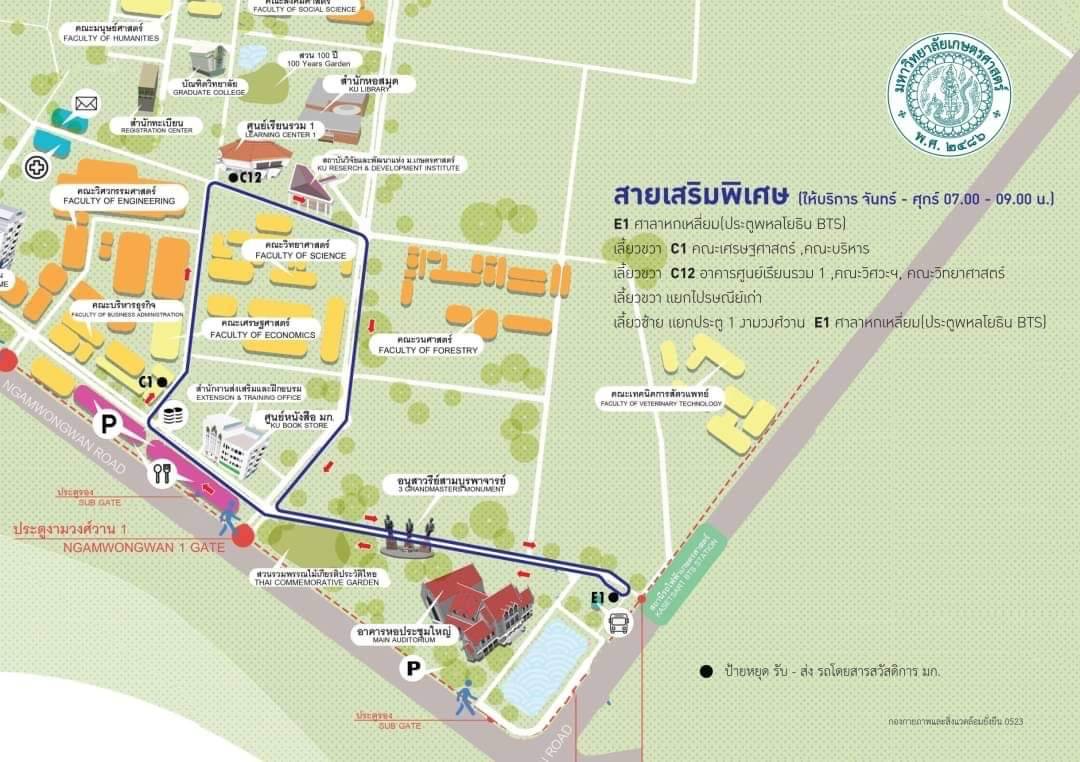 คณะสังคมศาสตร์
FACULTY OF SOCIAL SCIENCE
คณะมนุษย์ศาสตร์
FACULTY OF HUMANITIES
สวน 100 ปี
100 Years Garden
บัณฑิตวิทยาลัย
GRADUATE COLLEGE
สำนักหอสมุด
KU LIBRARY
สำนักทะเบียน
REGISTRATION CENTER
ศูนย์เรียนรวม 1
LEARNING CENTER 1
สถาบันวิจัยและพัฒนาแห่ง ม.เกษตรศาสตร์
KU RESERCH & DEVELOPMENT INSTITUTE
C12
คณะวิศวกรรมศาสตร์
FACULTY OF ENGINEERING
คณะวิทยาศาสตร์
FACULTY OF SCIENCE
คณะบริหารธุรกิจ
FACULTY OF BUSINESS ADMINISTRATION
คณะเศรษฐศาสตร์
FACULTY OF ECONOMICS
คณะวนศาสตร์
FACULTY OF FORESTRY
C1
สำนักงานส่งเสริมและฝึกอบรม
EXTENSION & TRAINING OFFICE
ศูนย์หนังสือ มก.
KU BOOK STORE
คณะเทคนิคการสัตวแพทย์
FACULTY OF VETERINARY TECHNOLOGY
P
NGAMWONGWAN ROAD
ประตูรอง
SUB GATE
ประตูงามวงศ์วาน 1
NGAMWONGWAN 1 GATE
อนุสาวรีย์สามบูรพาจารย์
3 GRANDMASTERS MONUMENT
สวนรวมพรรณไม้เกียรติประวัติไทย
THAI COMMEMORATIVE GARDEN
E1
สถานีรถไฟฟ้าเกษตรศาสตร์
KASETSART BTS STATION
อาคารหอประชุมใหญ่
MAIN AUDITORIUM
P
ประตูรอง
SUB GATE
มหาวิทยาลัยเกษตรศาสตร์
พ.ศ. ๒๔๘๖
สายเสริมพิเศษ (ให้บริการ จันทร์ - ศุกร์ 07.00 - 09.00 น.)
E1 ศาลาหกเหลี่ยม(ประตูพหลโยธิน BTS)
เลี้ยวขวา C1 คณะเศรษฐศาสตร์ ,คณะบริหาร
เลี้ยวขวา C12 อาคารศูนย์เรียนรวม 1 ,คณะวิศวะฯ, คณะวิทยาศาสตร์
เลี้ยวขวา แยกไปรษณีย์เก่า
เลี้ยวซ้าย แยกประตู 1 งามวงศ์วาน E1 ศาลาหกเหลี่ยม(ประตูพหลโยธิน BTS)
ป้ายหยุด รับ - ส่ง รถโดยสารสวัสดิการ มก.
กองกายภาพและสิ่งแวดล้อมยั่งยืน 0523